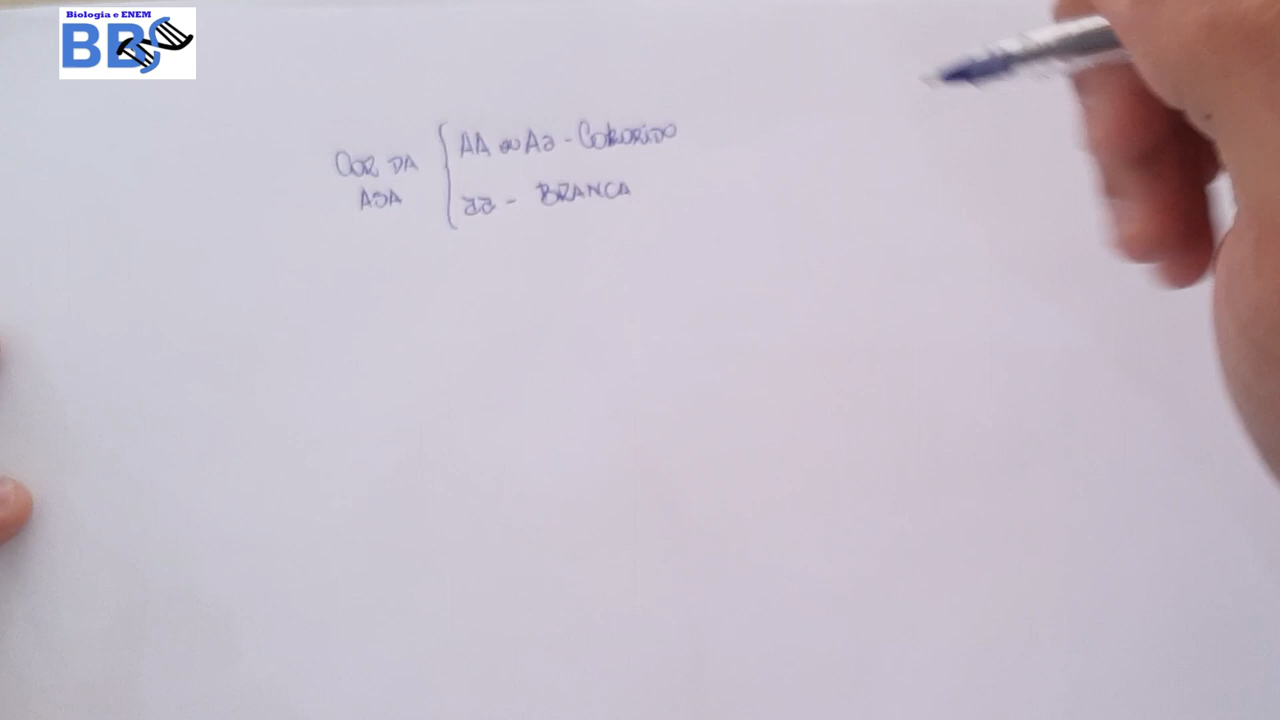 Biologia e ENEM
BBS
COR DA
ASA
AA ou Aa - COLORIDO
aa - BRANCA